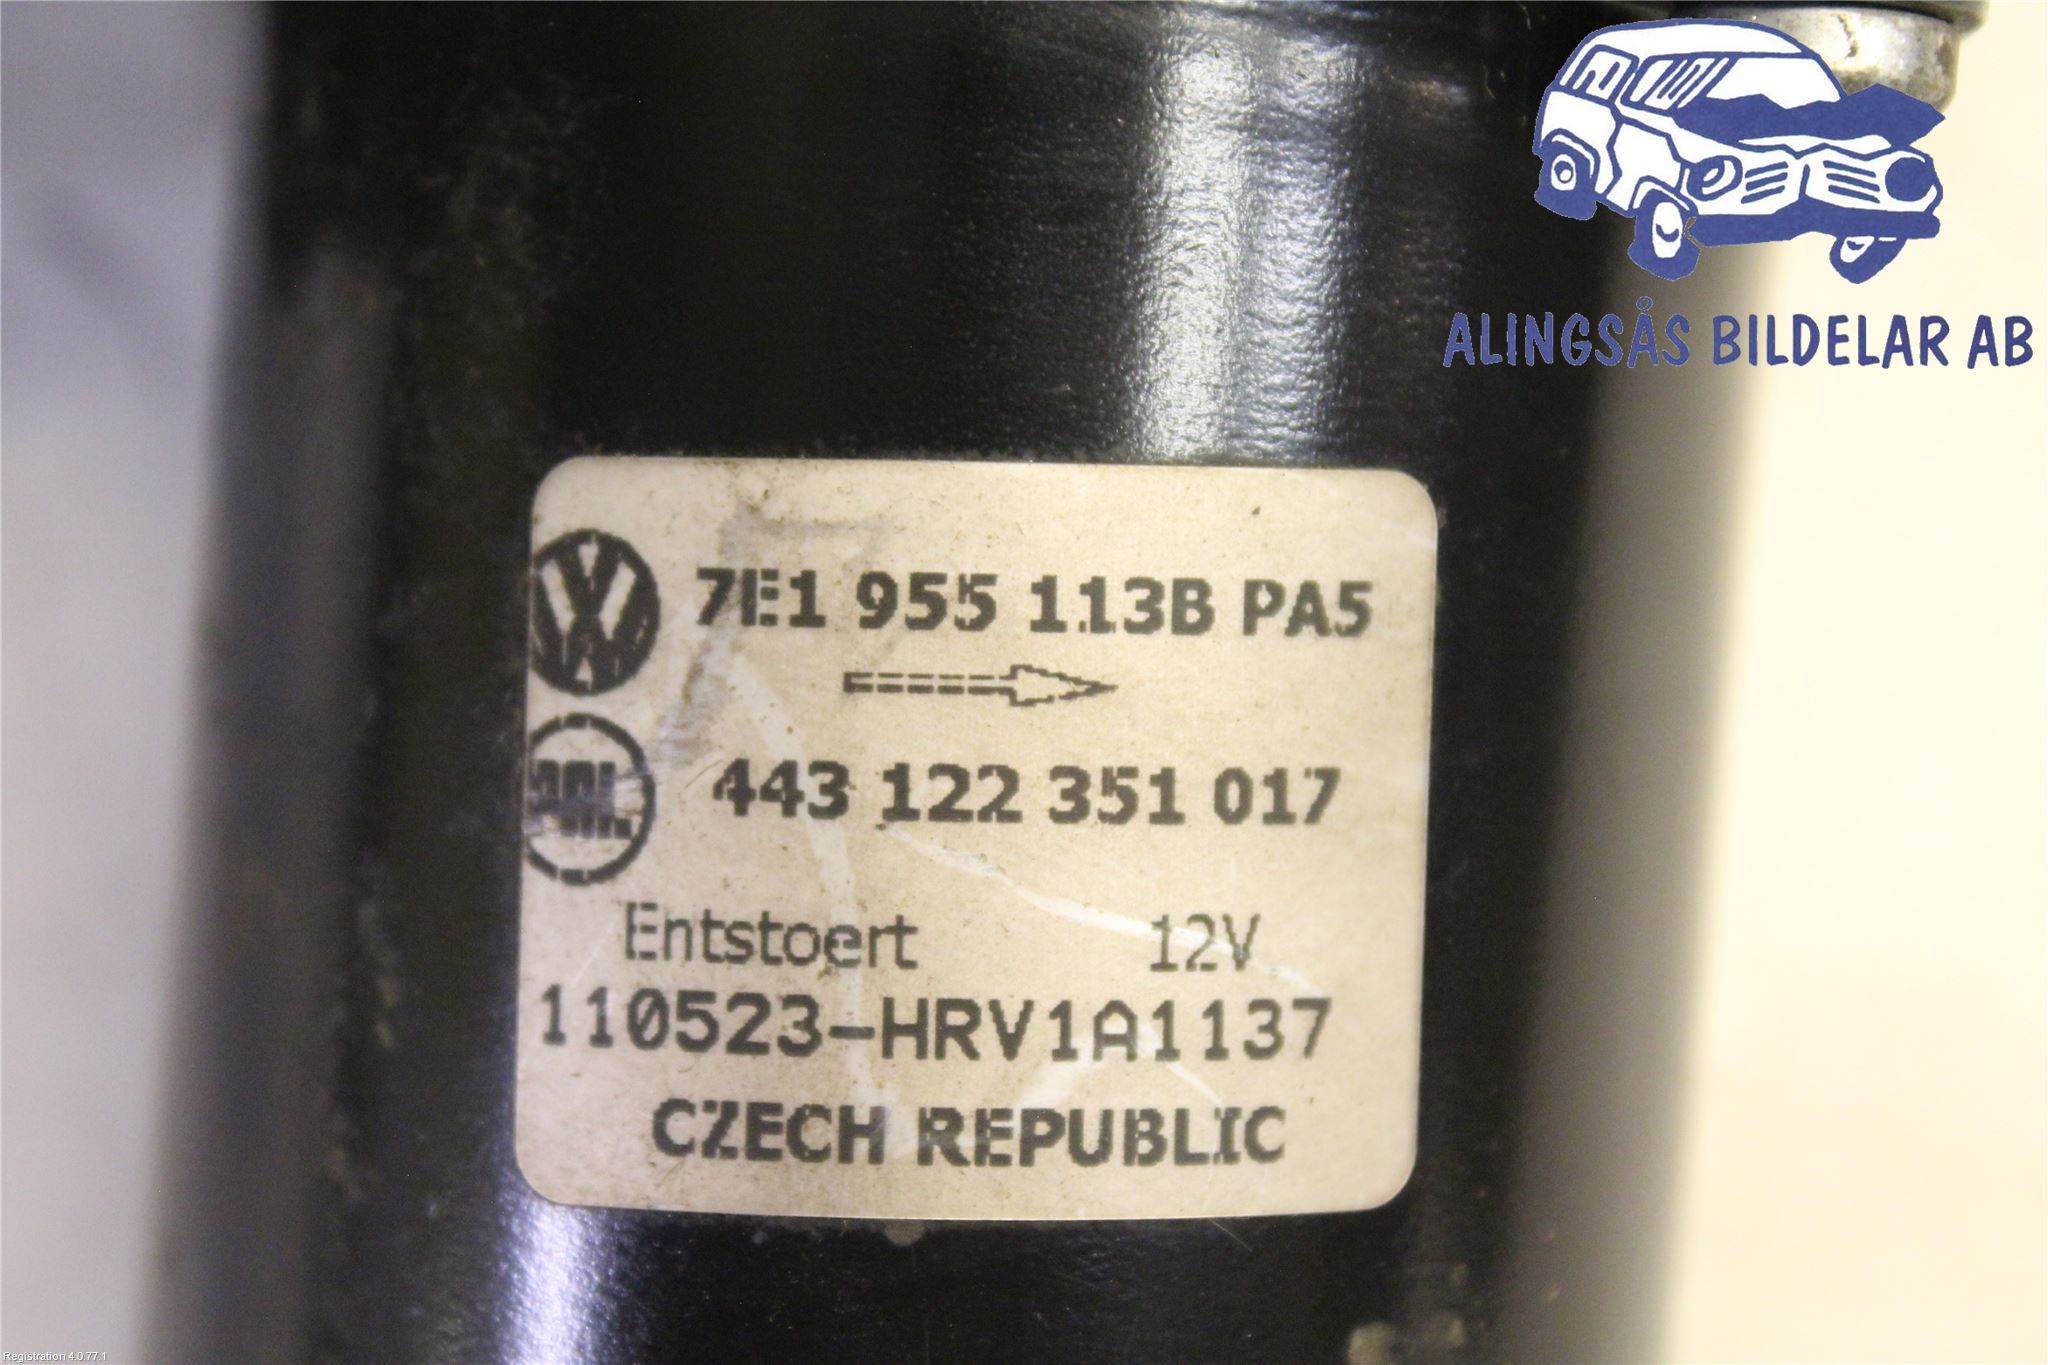 ALINGSÅS BILDELAR AB
7E1 955 113B PA5
443 122 351 017
Entstoert 12V
110523-HRV1A1137
CZECH REPUBLIC
Registration 4.0.77.1